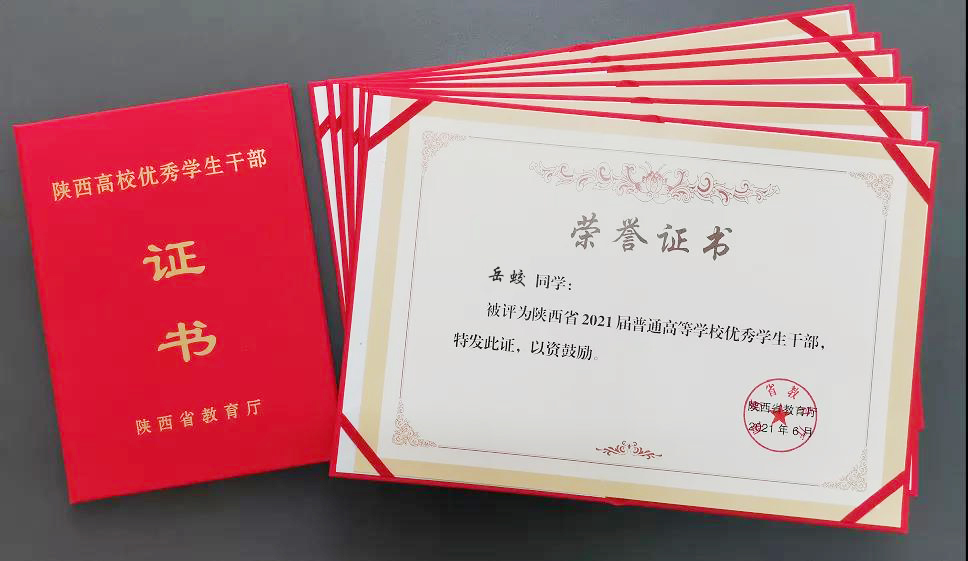 陕西高校优秀学生干部
证
书
陕西省教育厅
荣誉证书
岳蛟 同学：
被评为陕西省2021届普通高等学校优秀学生干部，
特发此证，以资鼓励。
陕西省教育厅
2021年6月